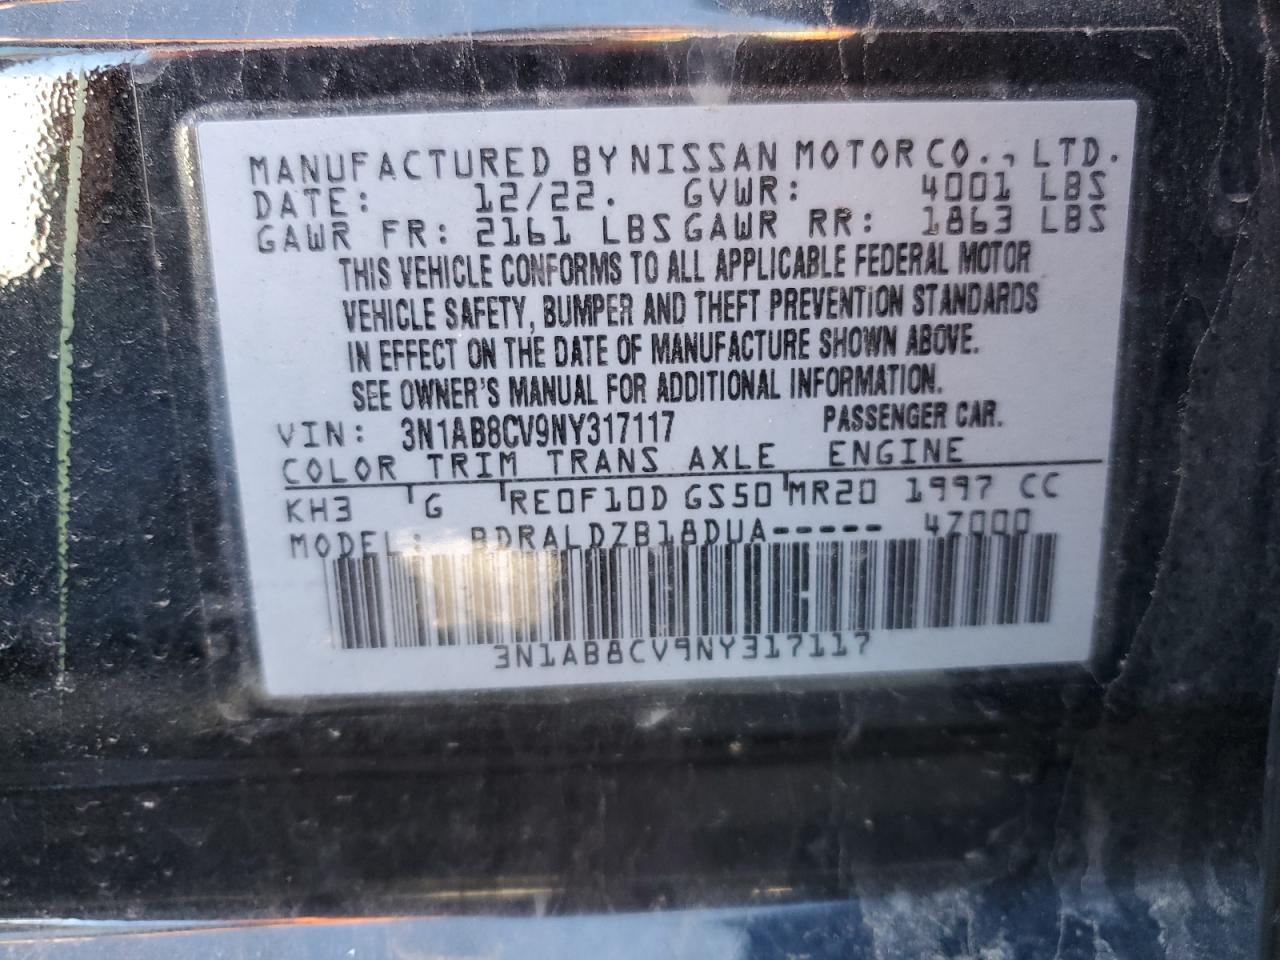 MANUFACTURED BY NISSAN MOTOR CO., LTD.
DATE: 12/22. GVWR: 4001 LBS
GAWR FR: 2161 LBS GAWR RR: 1863 LBS
THIS VEHICLE CONFORMS TO ALL APPLICABLE FEDERAL MOTOR
VEHICLE SAFETY, BUMPER AND THEFT PREVENTION STANDARDS
IN EFFECT ON THE DATE OF MANUFACTURE SHOWN ABOVE.
SEE OWNER'S MANUAL FOR ADDITIONAL INFORMATION.
VIN: 3N1AB8CV9NY317117 PASSENGER CAR.
COLOR TRIM TRANS AXLE ENGINE
KH3 G RE0F10D GS50 MR20 1997 CC
MODEL: BDRALDZB18DUA----- 4Z000
3N1AB8CV9NY317117